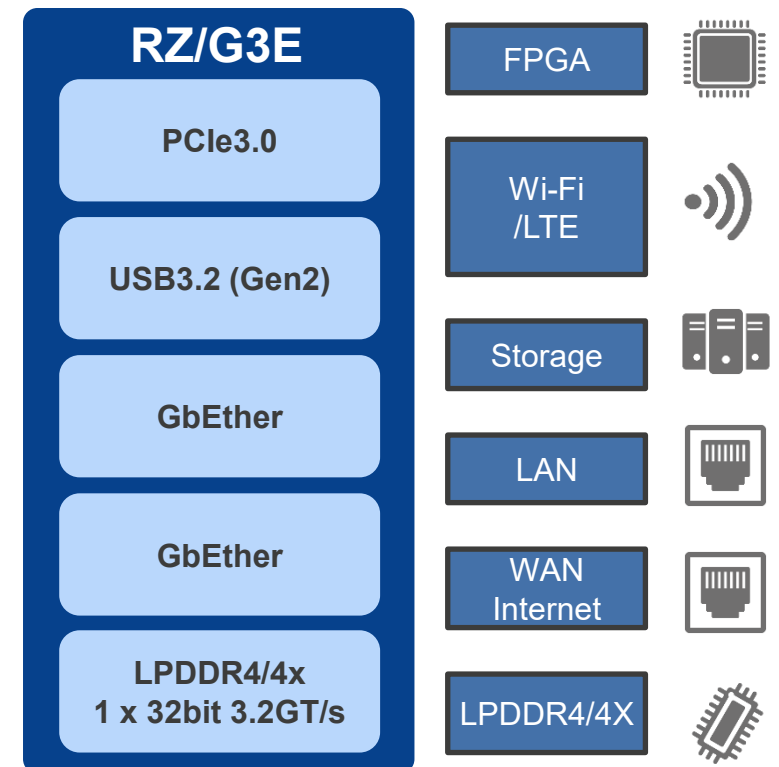 RZ/G3E
PCIe3.0
USB3.2 (Gen2)
GbEther
GbEther
LPDDR4/4x
1 x 32bit 3.2GT/s
FPGA
Wi-Fi
/LTE
Storage
LAN
WAN
Internet
LPDDR4/4X